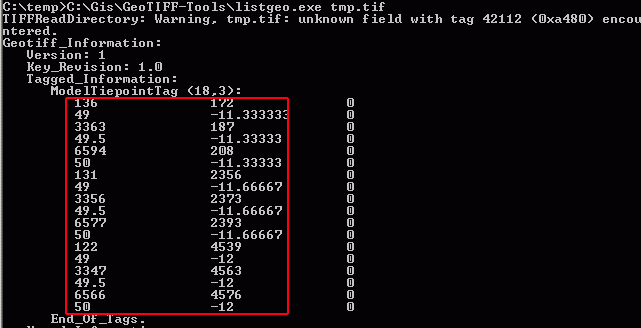 C:\temp>C:\Gis\GeoTIFF-Tools\listgeo.exe tmp.tif
TIFFReadDirectory: Warning, tmp.tif: unknown field with tag 42112 (0xa480) encou
ntered.
Geotiff_Information:
Version: 1
Key_Revision: 1.0
Tagged_Information:
ModelTiepointTag (18,3):
136 172 0
49 -11.333333 0
3363 187 0
49.5 -11.33333 0
6594 208 0
50 -11.33333 0
131 2356 0
49 -11.66667 0
3356 2373 0
49.5 -11.66667 0
6577 2393 0
50 -11.66667 0
122 4539 0
49 -12 0
3347 4563 0
49.5 -12 0
6566 4576 0
50 -12 0
End_Of_Tags.